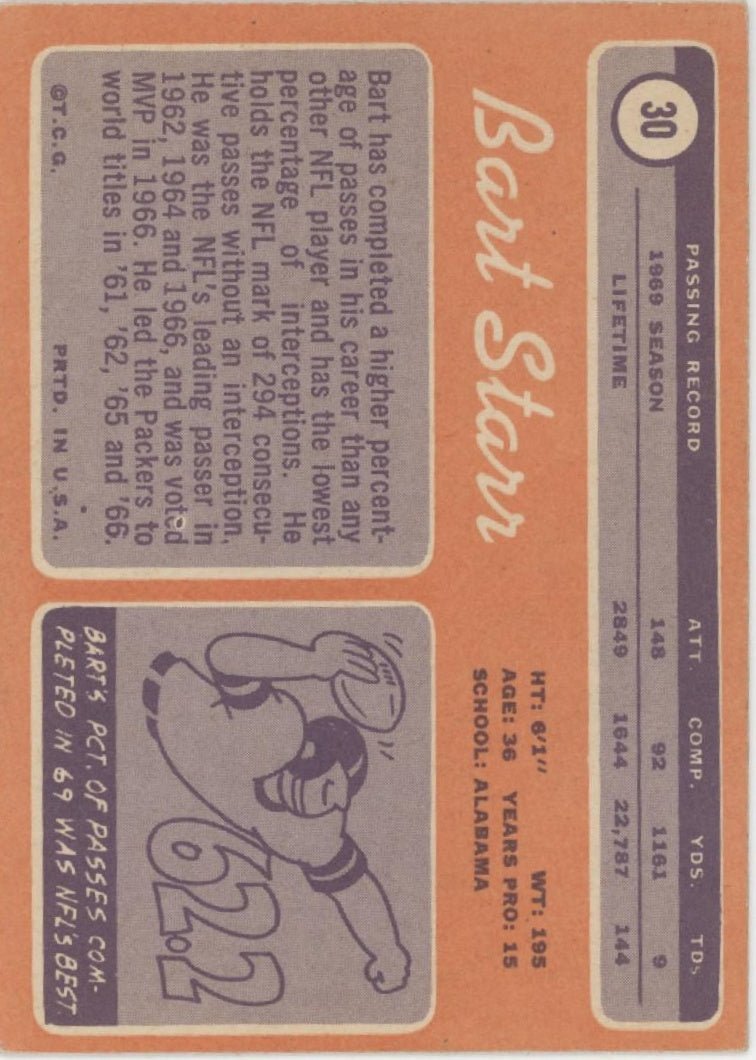 30
PASSING RECORD ATT. COMP. YDS. TDs
1969 SEASON 148 92 1161 9
LIFETIME 2849 1644 22,787 144
Bart Starr
HT: 6'1" WT: 195
AGE: 36 YEARS PRO: 15
SCHOOL: ALABAMA
Bart has completed a higher percent-
age of passes in his career than any
other NFL player and has the lowest
percentage of interceptions. He
holds the NFL mark of 294 consecu-
tive passes without an interception.
He was the NFL's leading passer in
1962, 1964 and 1966, and was voted
MVP in 1966. He led the Packers to
world titles in '61, '62, '65 and '66.
©T.C.G. PRTD. IN U.S.A.
62.2
BART'S PCT. OF PASSES COM-
PLETED IN 69 WAS NFL'S BEST.